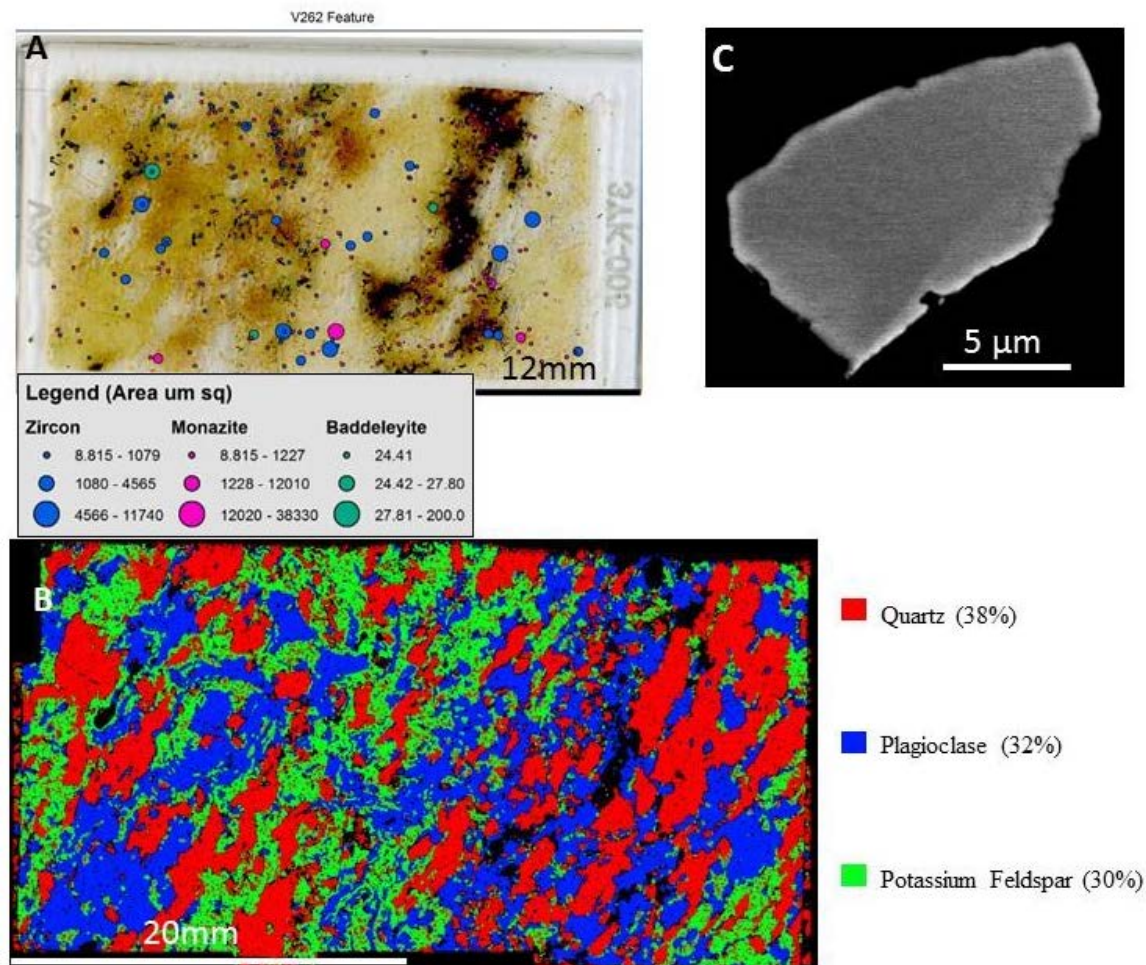 V262 Feature
A
C
12mm
5 µm
Legend (Area um sq)
Zircon Monazite Baddeleyite
8.815 - 1079 8.815 - 1227 24.41
1080 - 4565 1228 - 12010 24.42 - 27.80
4566 - 11740 12020 - 38330 27.81 - 200.0
B
Quartz (38%)
Plagioclase (32%)
Potassium Feldspar (30%)
20mm